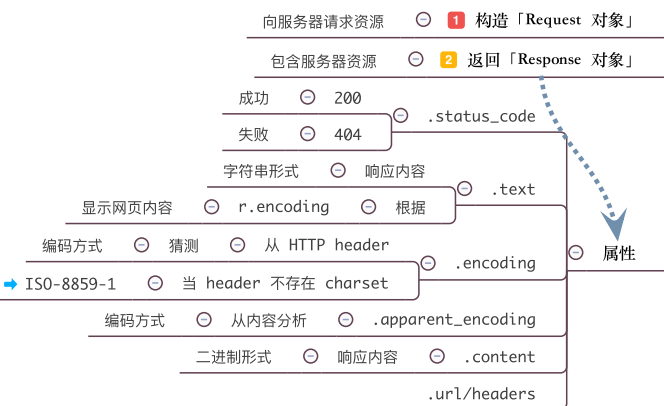 向服务器请求资源 1 构造「Request 对象」
包含服务器资源 2 返回「Response 对象」
成功 200
.status_code
失败 404
字符串形式 响应内容
.text
显示网页内容 r.encoding 根据
属性
编码方式 猜测 从 HTTP header
.encoding
ISO-8859-1 当 header 不存在 charset
编码方式 从内容分析 .apparent_encoding
二进制形式 响应内容 .content
.url/headers